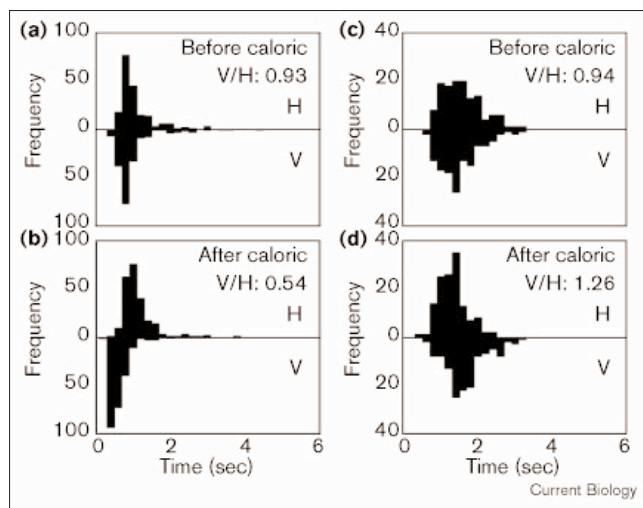 (a)
100
50
0
50
100
Frequency
Before caloric
V/H: 0.93
H
V
(c)
40
20
0
20
40
Frequency
Before caloric
V/H: 0.94
H
V
(b)
100
50
0
50
100
Frequency
After caloric
V/H: 0.54
H
V
0 2 4 6
Time (sec)
(d)
40
20
0
20
40
Frequency
After caloric
V/H: 1.26
H
V
0 2 4 6
Time (sec)
Current Biology